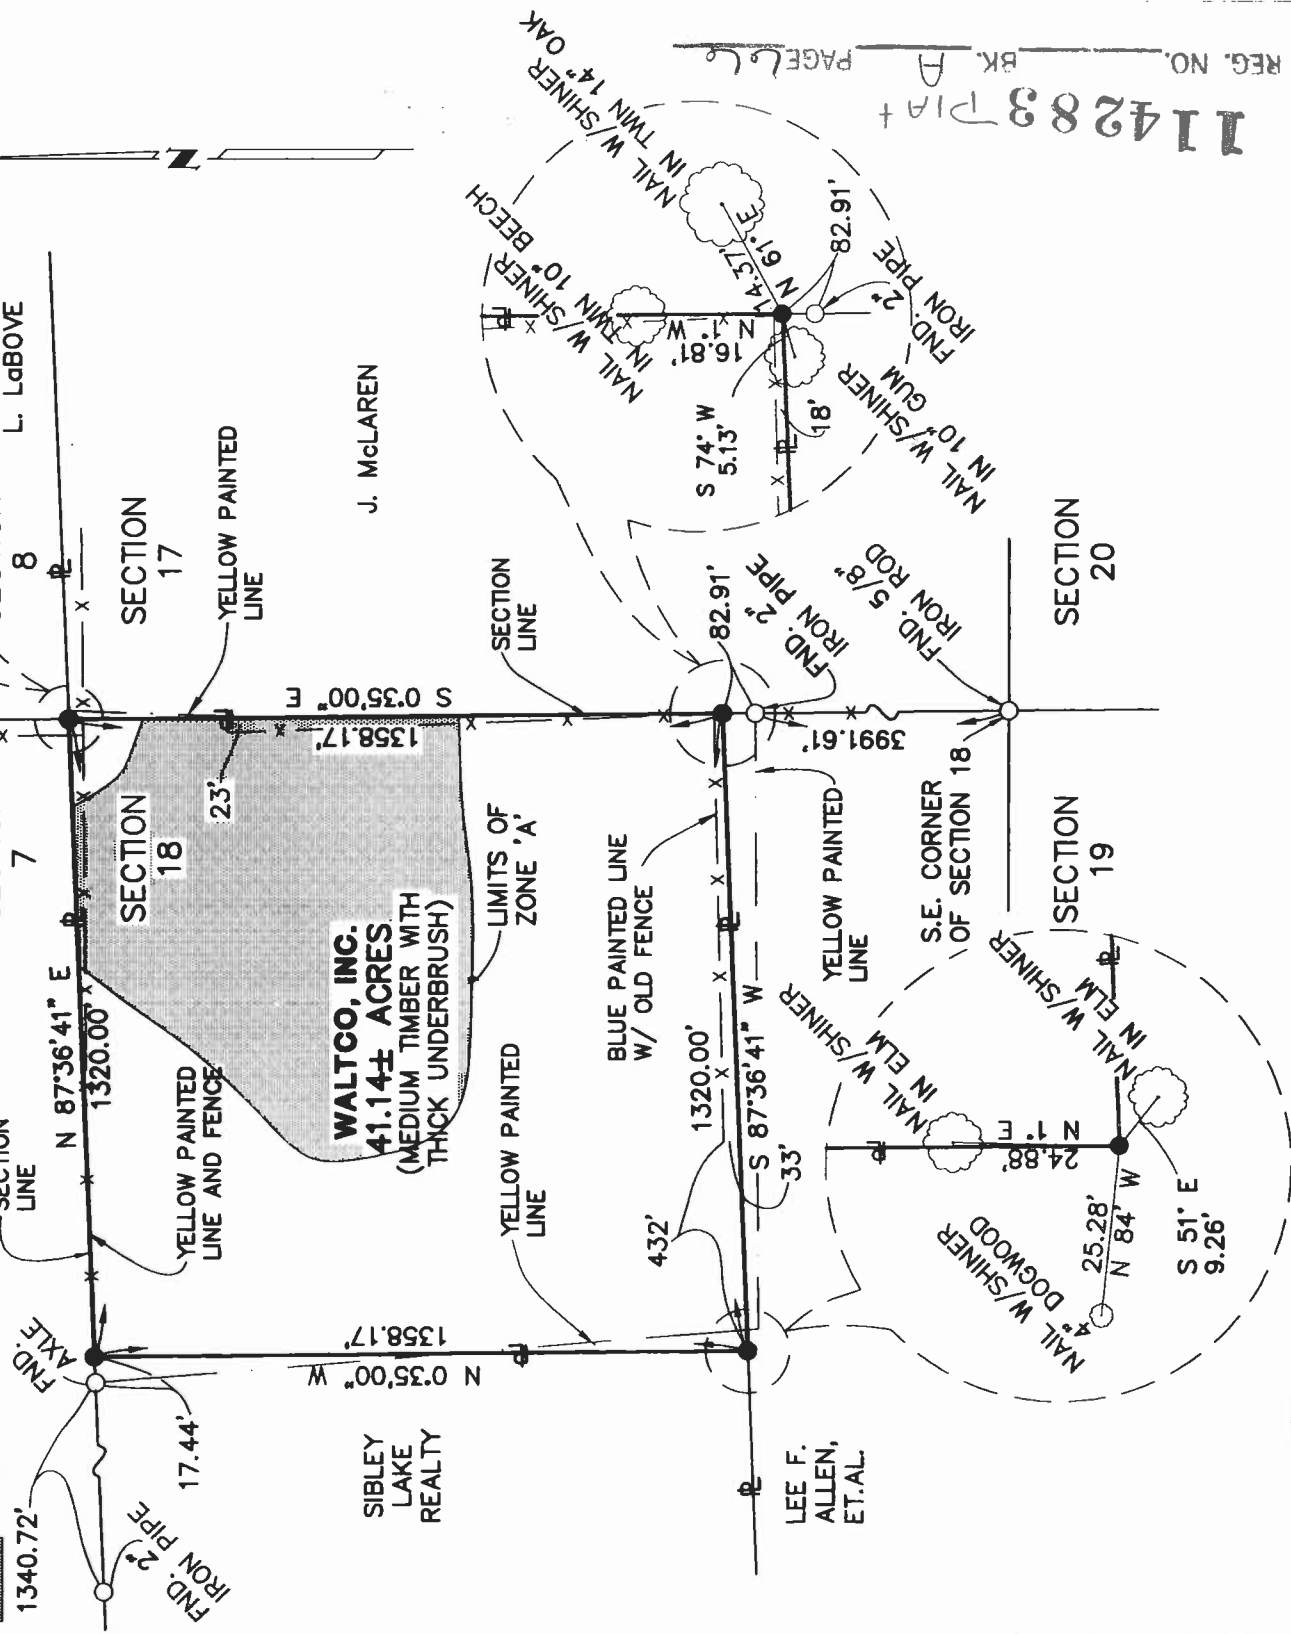 REG. NO. BK. A PAGE
114283 Plat
L. LaBOVE
7
8
SECTION
17
YELLOW PAINTED
LINE
J. McLAREN
SECTION
LINE
S 0°35'00" E
1358.17'
23'
SECTION
18
N 87°36'41" E
1320.00'
SECTION
LINE
YELLOW PAINTED
LINE AND FENCE
WALTCO, INC.
41.14± ACRES
(MEDIUM TIMBER WITH
THICK UNDERBRUSH)
LIMITS OF
ZONE 'A'
FND.
AXLE
1340.72'
17.44'
FND. 2"
IRON PIPE
N 0°35'00" W
1358.17'
YELLOW PAINTED
LINE
SIBLEY
LAKE
REALTY
BLUE PAINTED LINE
W/ OLD FENCE
1320.00'
S 87°36'41" W
432'
33'
YELLOW PAINTED
LINE
LEE F.
ALLEN,
ET.AL.
82.91'
FND. 2"
IRON PIPE
3991.61'
FND. 5/8"
IRON ROD
S.E. CORNER
OF SECTION 18
SECTION
19
SECTION
20
NAIL W/SHINER
IN TWIN 14" OAK
NAIL W/SHINER
IN TWIN 10" BEECH
14.37'
N 61° E
N 1° W
16.81'
S 74° W
5.13'
18'
82.91'
FND. 2"
IRON PIPE
NAIL W/SHINER
IN 10" GUM
NAIL W/SHINER
IN ELM
NAIL W/SHINER
IN ELM
N 1° E
24.88'
25.28'
N 84° W
S 51° E
9.26'
NAIL W/SHINER
4" DOGWOOD
N